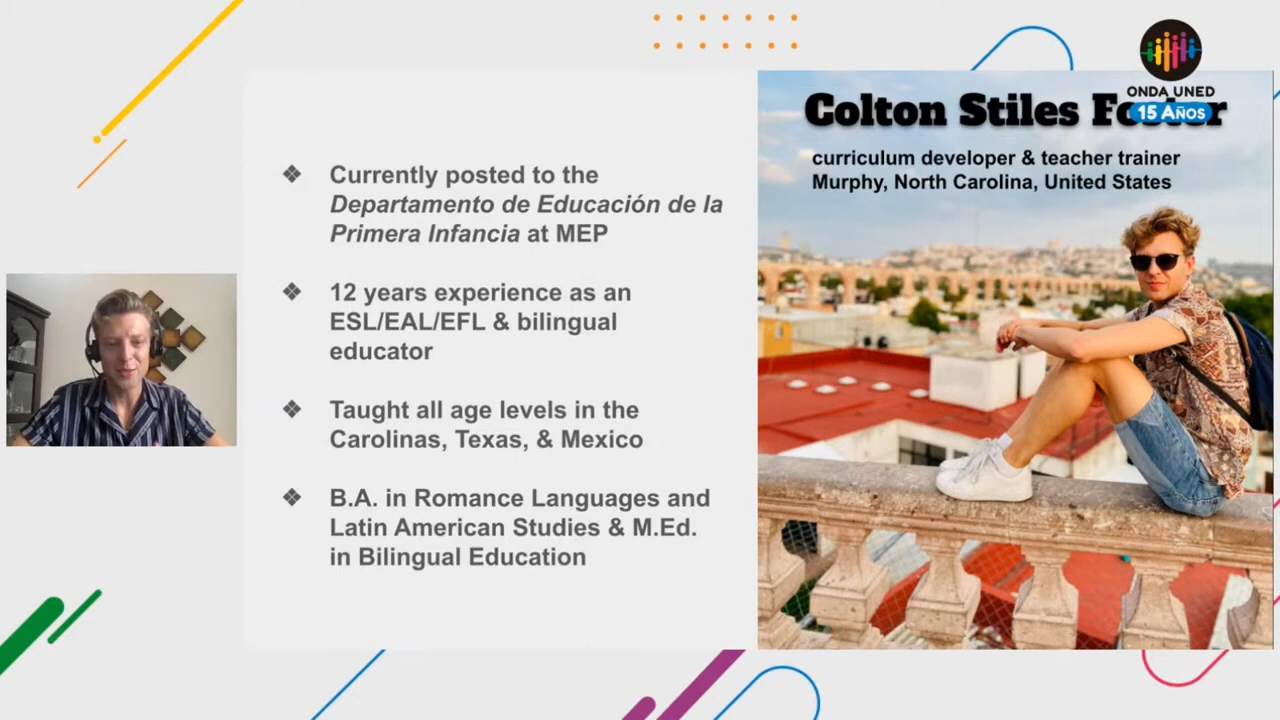 Currently posted to the
Departamento de Educación de la
Primera Infancia at MEP
12 years experience as an
ESL/EAL/EFL & bilingual
educator
Taught all age levels in the
Carolinas, Texas, & Mexico
B.A. in Romance Languages and
Latin American Studies & M.Ed.
in Bilingual Education
ONDA UNED
15 AÑOS
Colton Stiles Foster
curriculum developer & teacher trainer
Murphy, North Carolina, United States